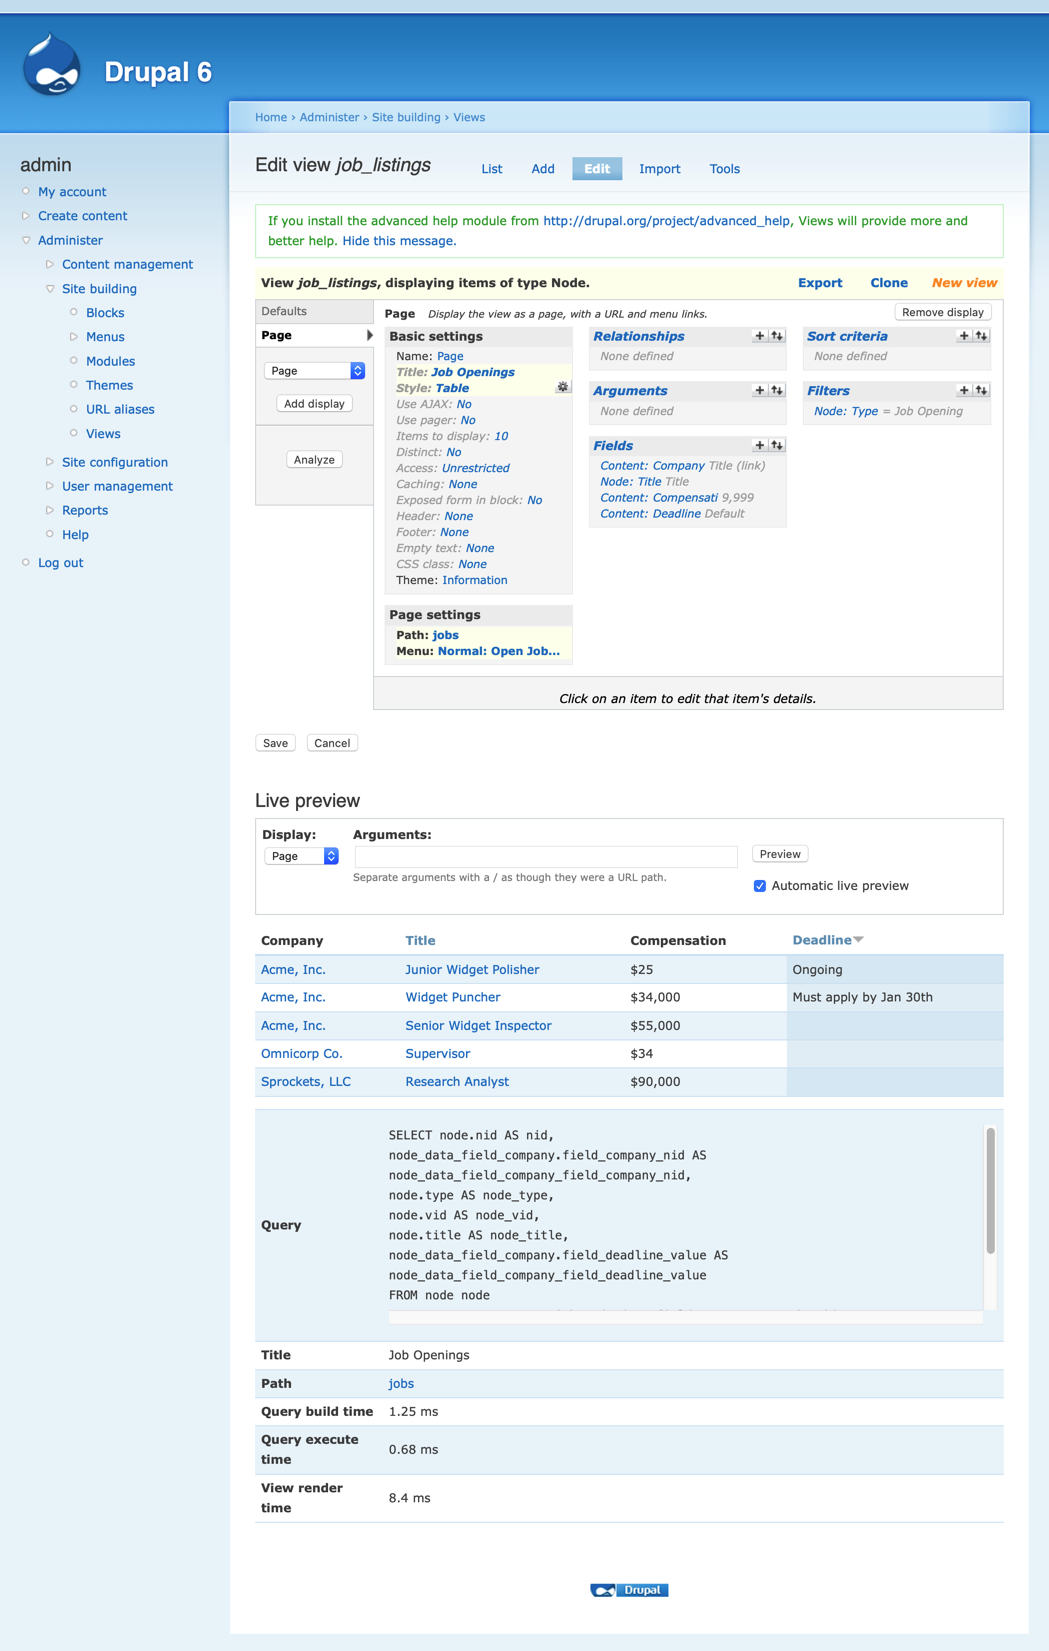 Drupal 6
Home › Administer › Site building › Views
admin
My account
Create content
Administer
Content management
Site building
Blocks
Menus
Modules
Themes
URL aliases
Views
Site configuration
User management
Reports
Help
Log out
Edit view job_listings
List Add Edit Import Tools
If you install the advanced help module from http://drupal.org/project/advanced_help, Views will provide more and
better help. Hide this message.
View job_listings, displaying items of type Node.
Export Clone New view
Defaults
Page
Page
Add display
Analyze
Page Display the view as a page, with a URL and menu links.
Remove display
Basic settings
Name: Page
Title: Job Openings
Style: Table
Use AJAX: No
Use pager: No
Items to display: 10
Distinct: No
Access: Unrestricted
Caching: None
Exposed form in block: No
Header: None
Footer: None
Empty text: None
CSS class: None
Theme: Information
Page settings
Path: jobs
Menu: Normal: Open Job...
Relationships
None defined
Arguments
None defined
Fields
Content: Company Title (link)
Node: Title Title
Content: Compensati 9,999
Content: Deadline Default
Sort criteria
None defined
Filters
Node: Type = Job Opening
Click on an item to edit that item's details.
Save Cancel
Live preview
Display: Arguments:
Page
Preview
Separate arguments with a / as though they were a URL path.
Automatic live preview
Company Title Compensation Deadline
Acme, Inc. Junior Widget Polisher $25 Ongoing
Acme, Inc. Widget Puncher $34,000 Must apply by Jan 30th
Acme, Inc. Senior Widget Inspector $55,000
Omnicorp Co. Supervisor $34
Sprockets, LLC Research Analyst $90,000
Query
SELECT node.nid AS nid,
node_data_field_company.field_company_nid AS
node_data_field_company_field_company_nid,
node.type AS node_type,
node.vid AS node_vid,
node.title AS node_title,
node_data_field_company.field_deadline_value AS
node_data_field_company_field_deadline_value
FROM node node
Title Job Openings
Path jobs
Query build time 1.25 ms
Query execute
time
0.68 ms
View render
time
8.4 ms
Drupal